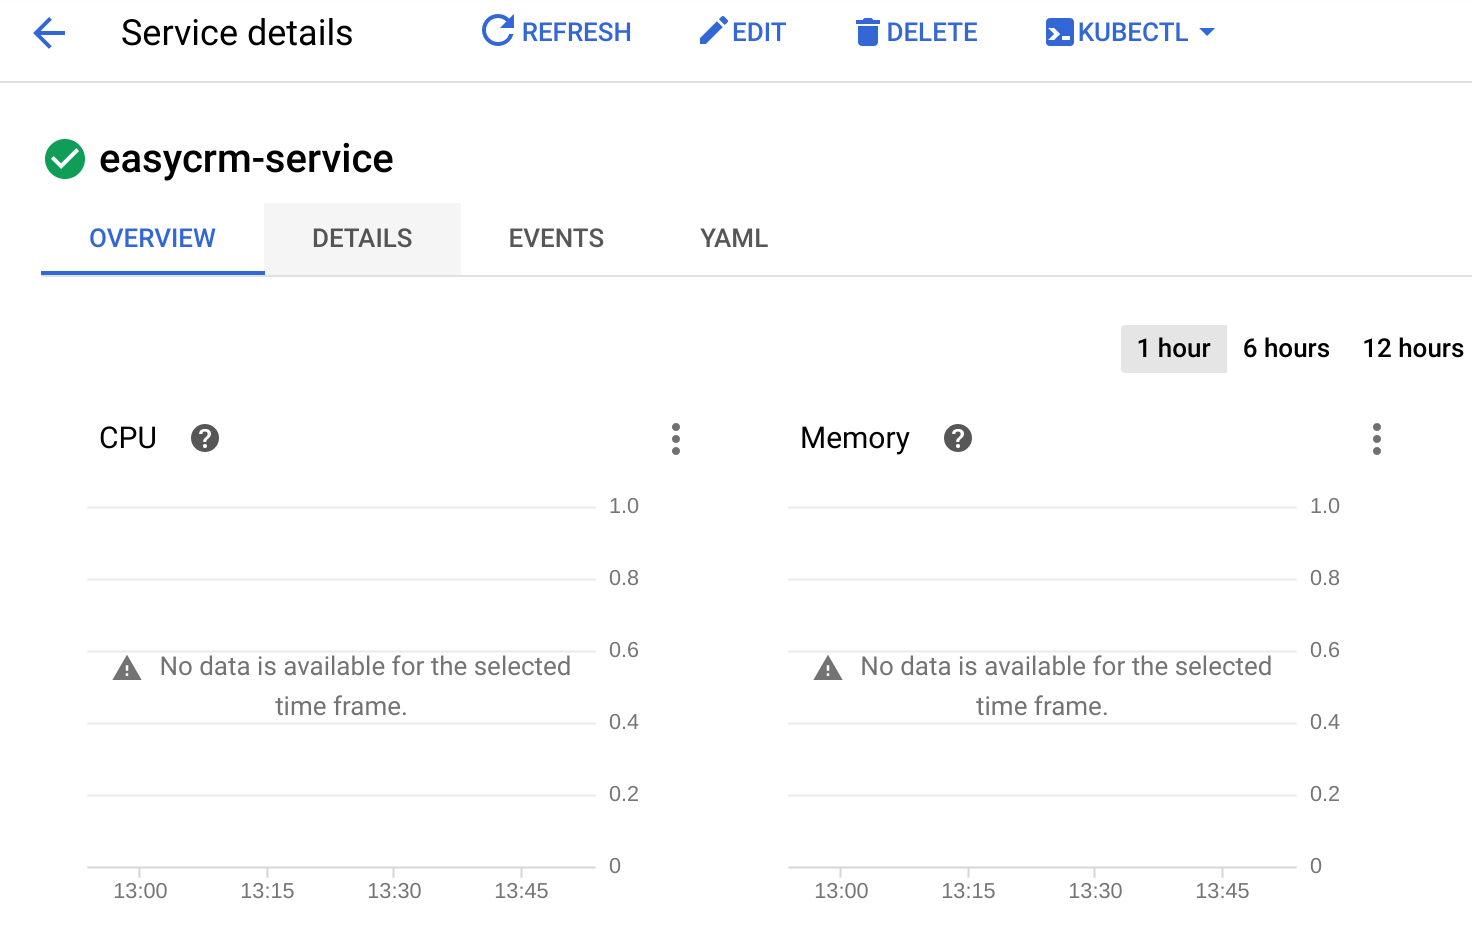 Service details REFRESH EDIT DELETE KUBECTL
easycrm-service
OVERVIEW DETAILS EVENTS YAML
1 hour 6 hours 12 hours
CPU
1.0
0.8
0.6
No data is available for the selected
time frame.
0.4
0.2
0
13:00 13:15 13:30 13:45
Memory
1.0
0.8
0.6
No data is available for the selected
time frame.
0.4
0.2
0
13:00 13:15 13:30 13:45